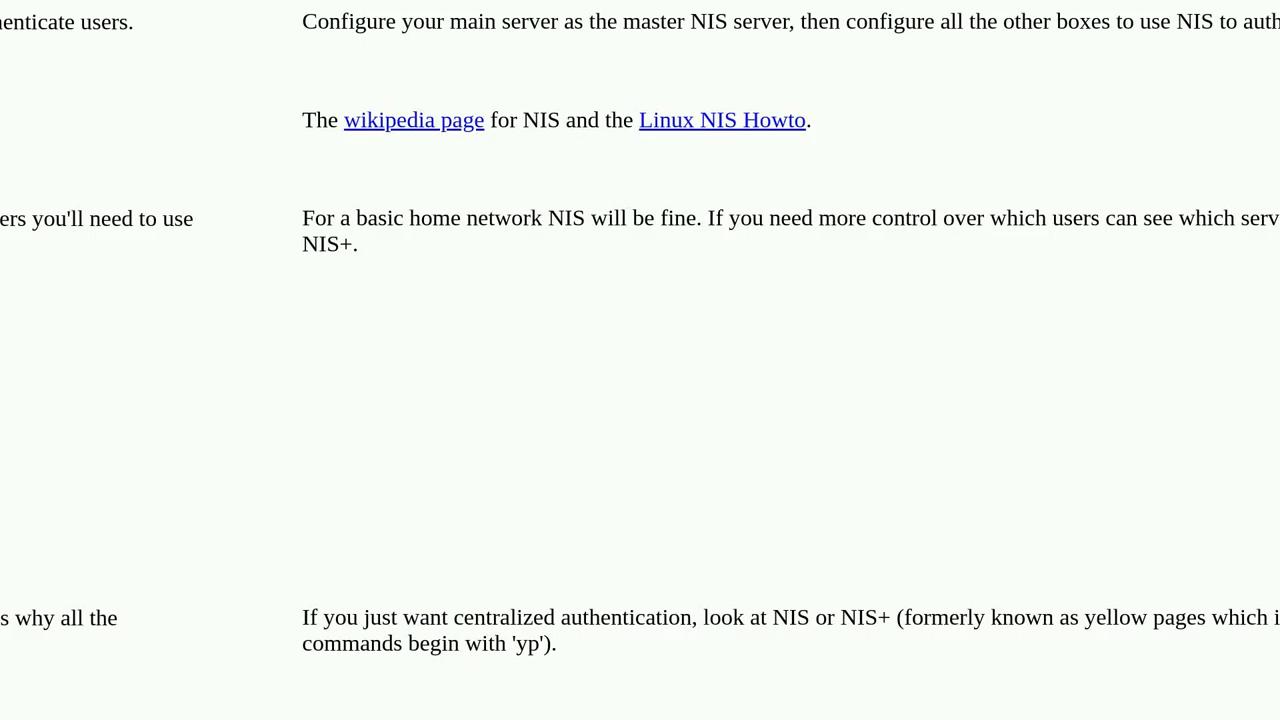 henticate users.
Configure your main server as the master NIS server, then configure all the other boxes to use NIS to auth
The wikipedia page for NIS and the Linux NIS Howto.
ers you'll need to use
For a basic home network NIS will be fine. If you need more control over which users can see which serv
NIS+.
s why all the
If you just want centralized authentication, look at NIS or NIS+ (formerly known as yellow pages which i
commands begin with 'yp').